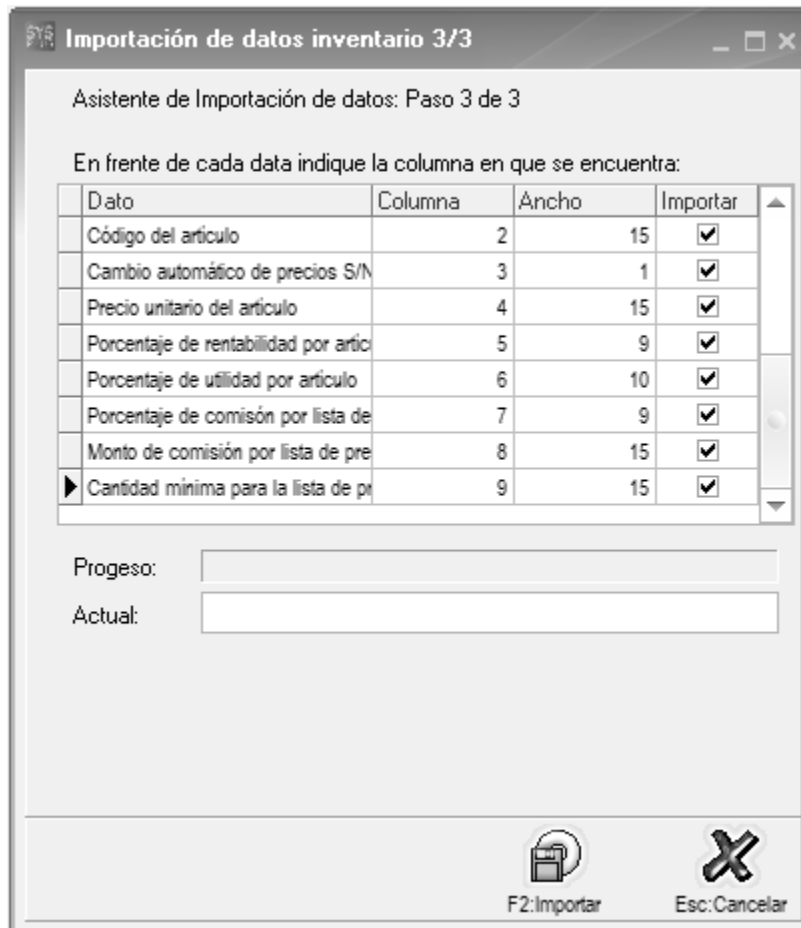 Importación de datos inventario 3/3
Asistente de Importación de datos: Paso 3 de 3
En frente de cada data indique la columna en que se encuentra:
Dato Columna Ancho Importar
Código del artículo 2 15
Cambio automático de precios S/N 3 1
Precio unitario del artículo 4 15
Porcentaje de rentabilidad por artic 5 9
Porcentaje de utilidad por artículo 6 10
Porcentaje de comisón por lista de 7 9
Monto de comisión por lista de pre 8 15
Cantidad mínima para la lista de pr 9 15
Progeso:
Actual:
F2:Importar Esc:Cancelar